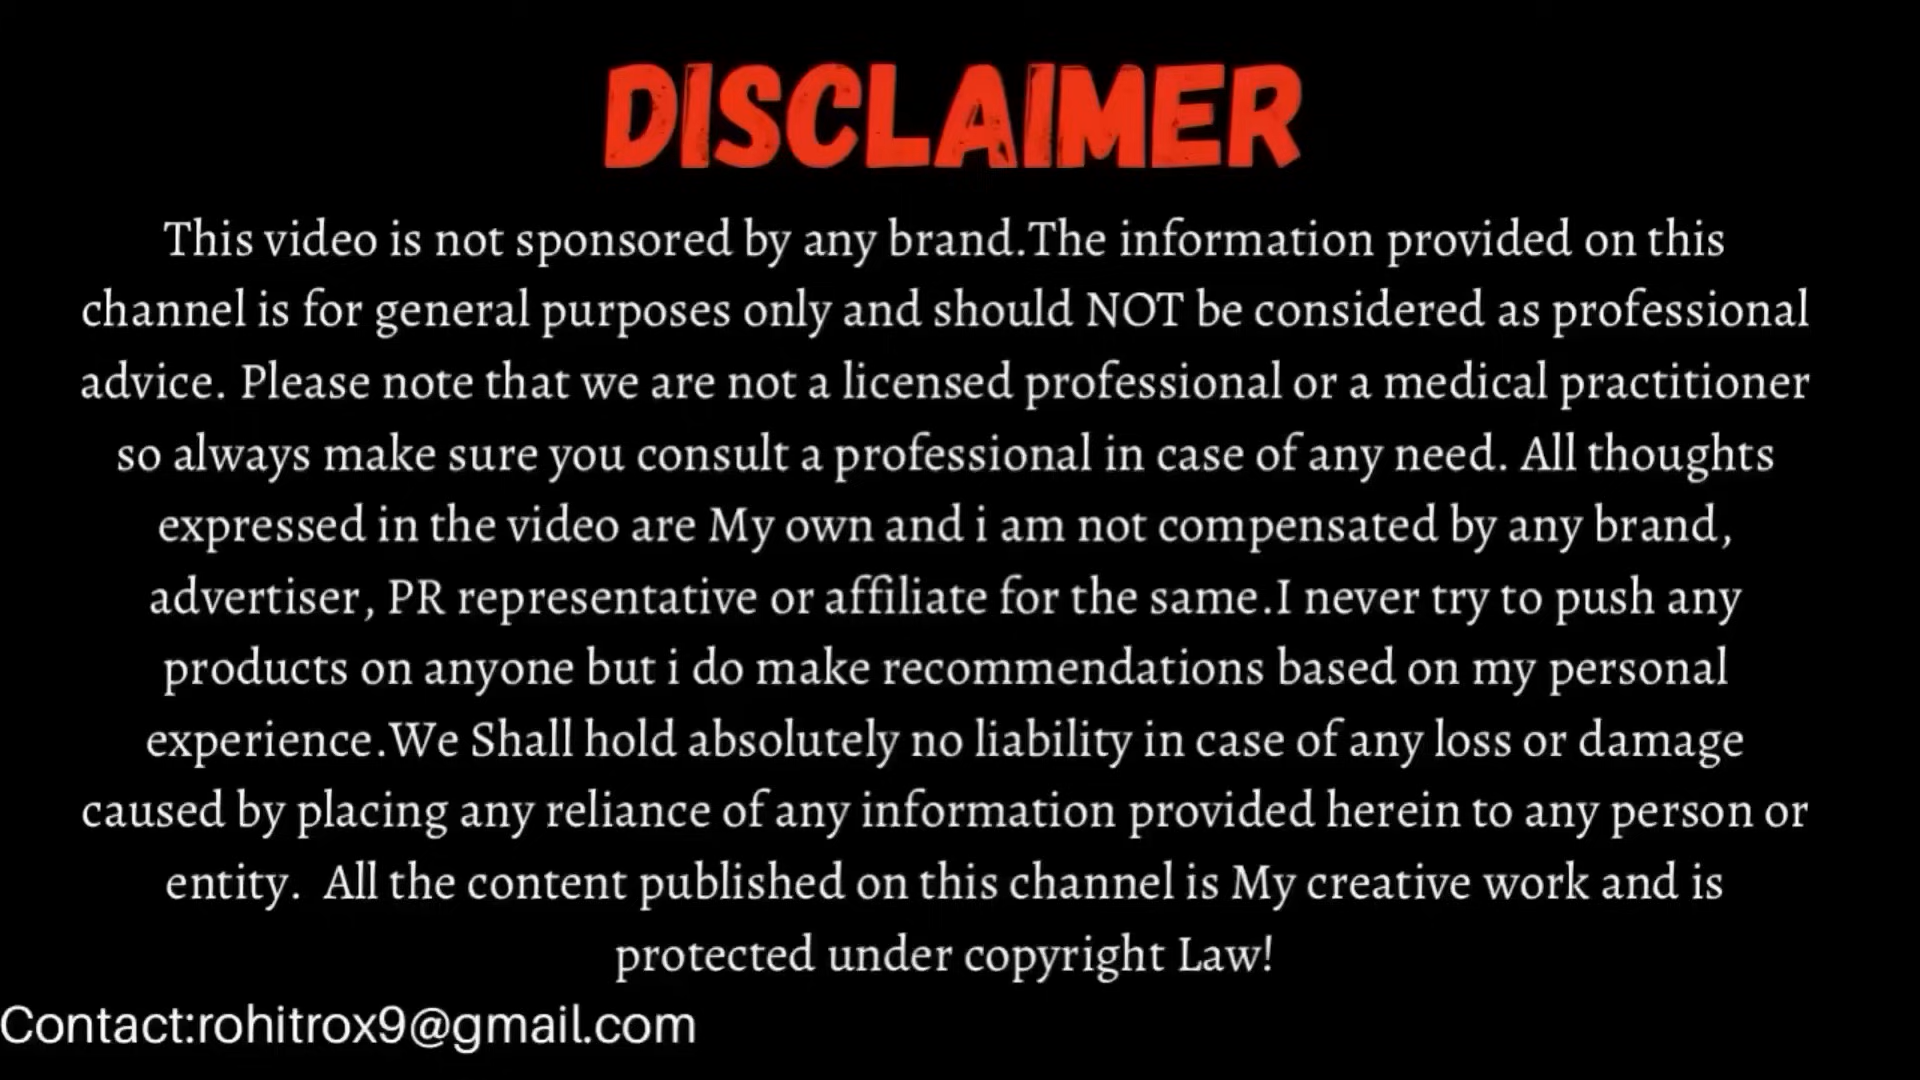 DISCLAIMER
This video is not sponsored by any brand.The information provided on this
channel is for general purposes only and should NOT be considered as professional
advice. Please note that we are not a licensed professional or a medical practitioner
so always make sure you consult a professional in case of any need. All thoughts
expressed in the video are My own and i am not compensated by any brand,
advertiser, PR representative or affiliate for the same.I never try to push any
products on anyone but i do make recommendations based on my personal
experience.We Shall hold absolutely no liability in case of any loss or damage
caused by placing any reliance of any information provided herein to any person or
entity.  All the content published on this channel is My creative work and is
protected under copyright Law!
Contact:rohitrox9@gmail.com